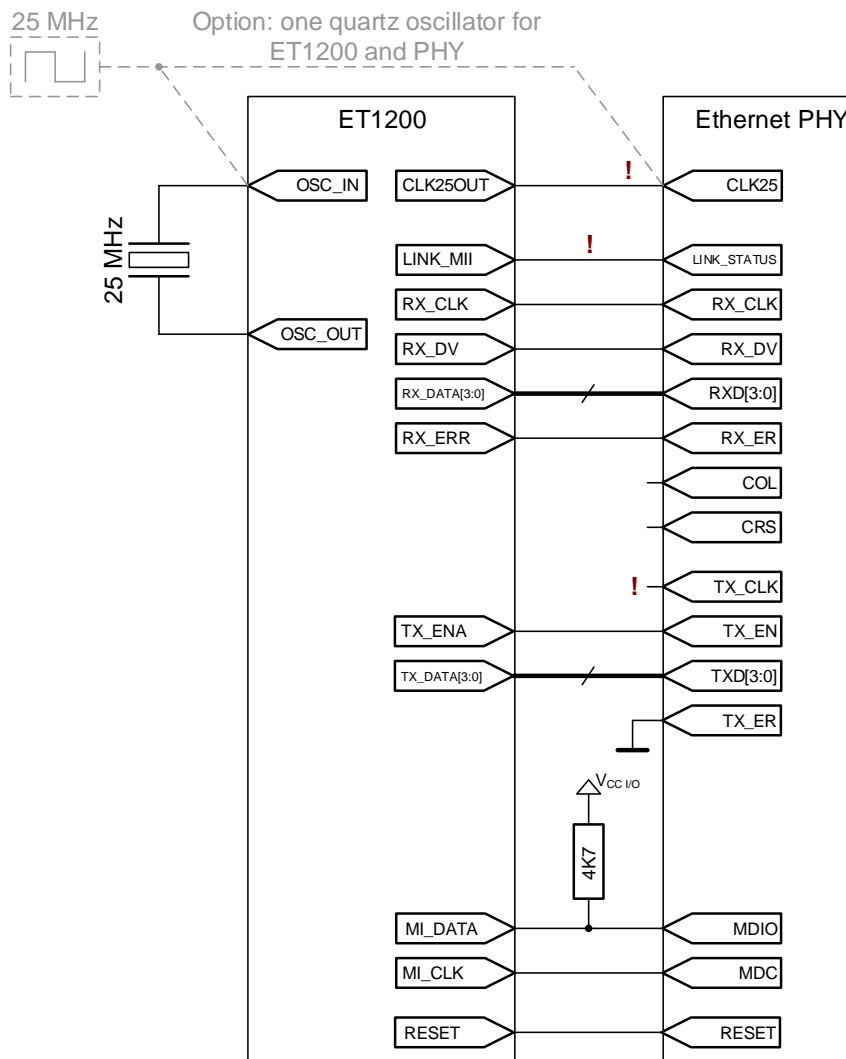 25 MHz
Option: one quartz oscillator for
ET1200 and PHY
ET1200
Ethernet PHY
OSC_IN
CLK25OUT
!
CLK25
25 MHz
LINK_MII
!
LINK_STATUS
RX_CLK
RX_CLK
OSC_OUT
RX_DV
RX_DV
RX_DATA[3:0]
RXD[3:0]
RX_ERR
RX_ER
COL
CRS
!
TX_CLK
TX_ENA
TX_EN
TX_DATA[3:0]
TXD[3:0]
TX_ER
VCC I/O
4K7
MI_DATA
MDIO
MI_CLK
MDC
RESET
RESET